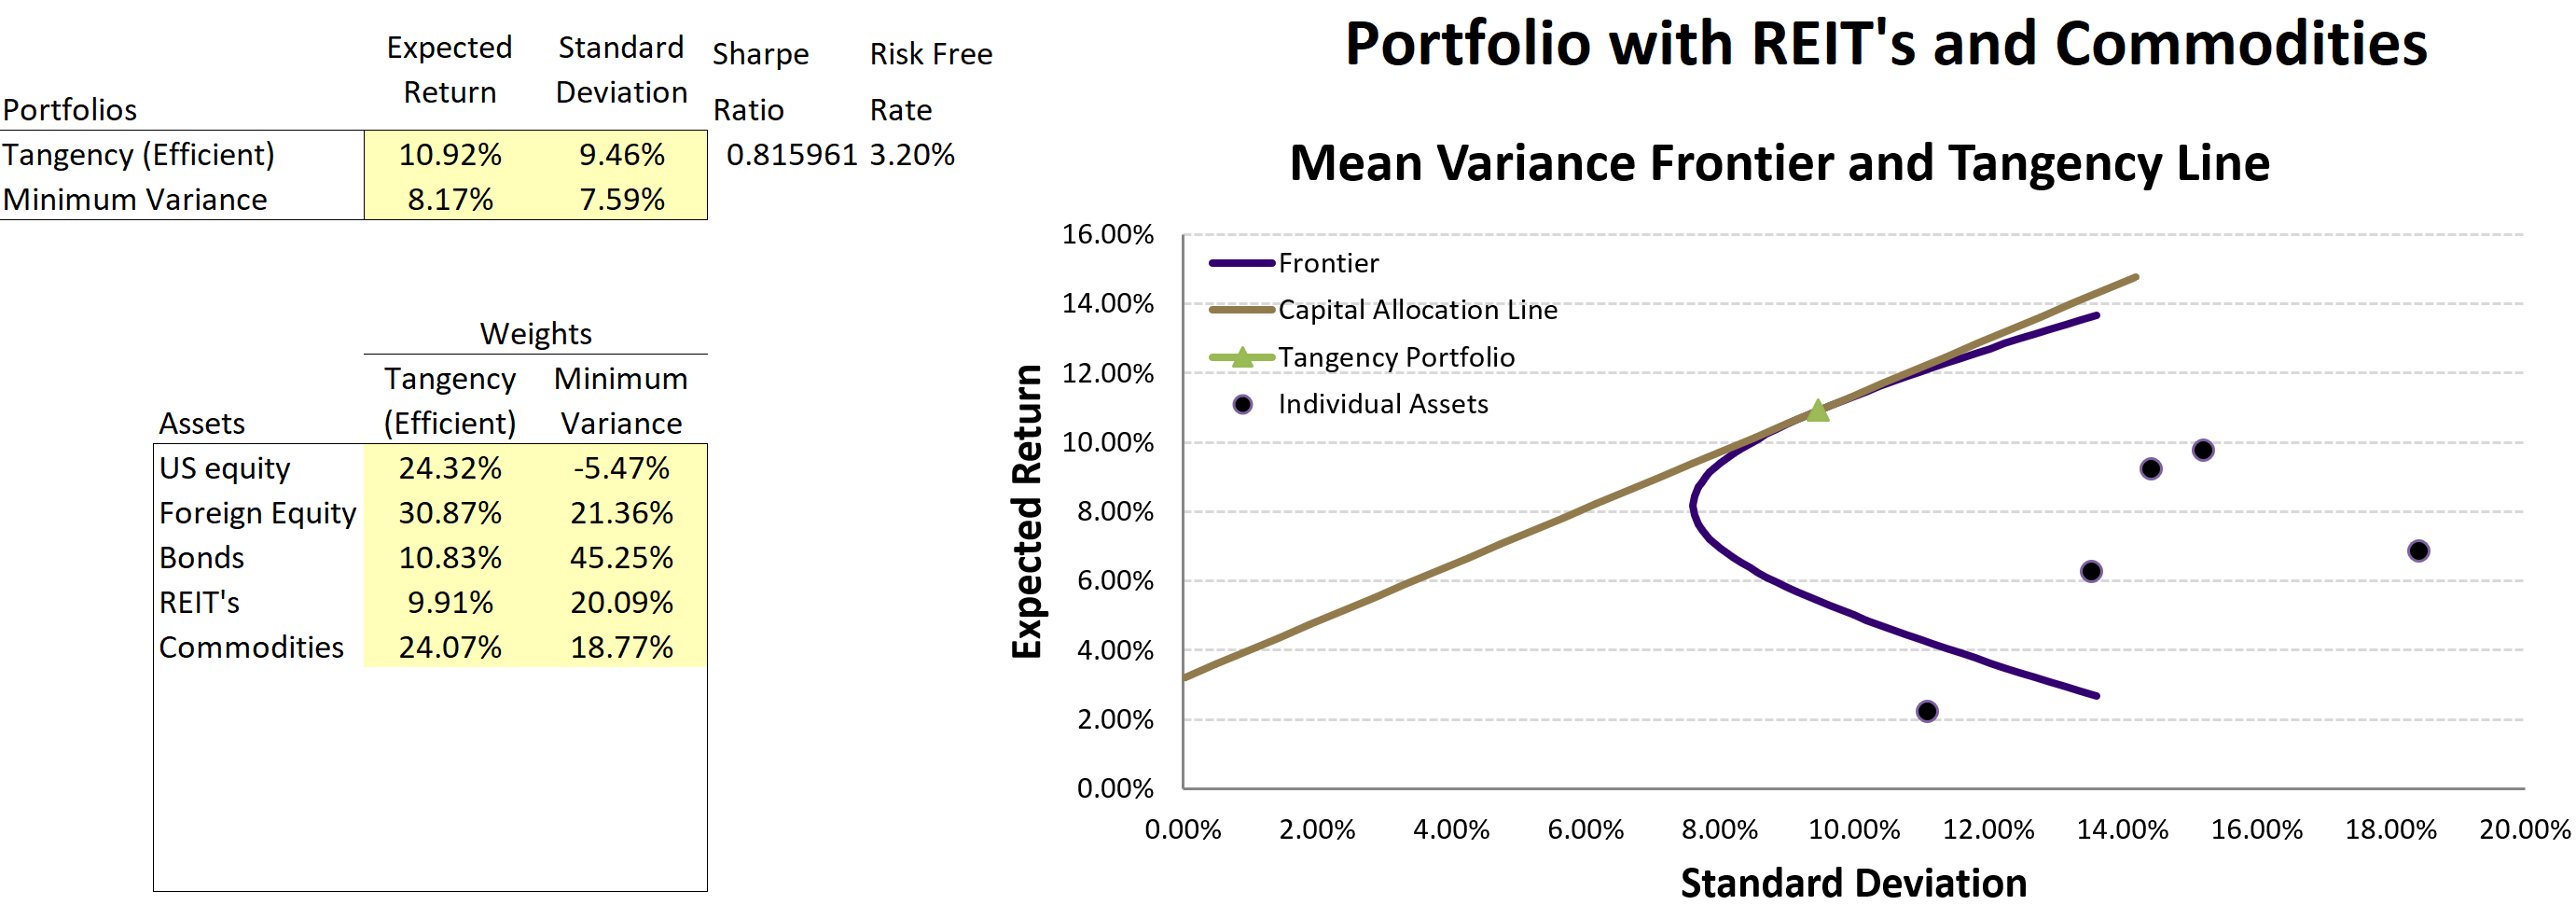 Portfolios Expected Return Standard Deviation Sharpe Ratio Risk Free Rate
Tangency (Efficient) 10.92% 9.46% 0.815961 3.20%
Minimum Variance 8.17% 7.59%
Weights
Assets Tangency (Efficient) Minimum Variance
US equity 24.32% -5.47%
Foreign Equity 30.87% 21.36%
Bonds 10.83% 45.25%
REIT's 9.91% 20.09%
Commodities 24.07% 18.77%
Portfolio with REIT's and Commodities
Mean Variance Frontier and Tangency Line
Expected Return
16.00%
14.00%
12.00%
10.00%
8.00%
6.00%
4.00%
2.00%
0.00%
Frontier
Capital Allocation Line
Tangency Portfolio
Individual Assets
0.00% 2.00% 4.00% 6.00% 8.00% 10.00% 12.00% 14.00% 16.00% 18.00% 20.00%
Standard Deviation